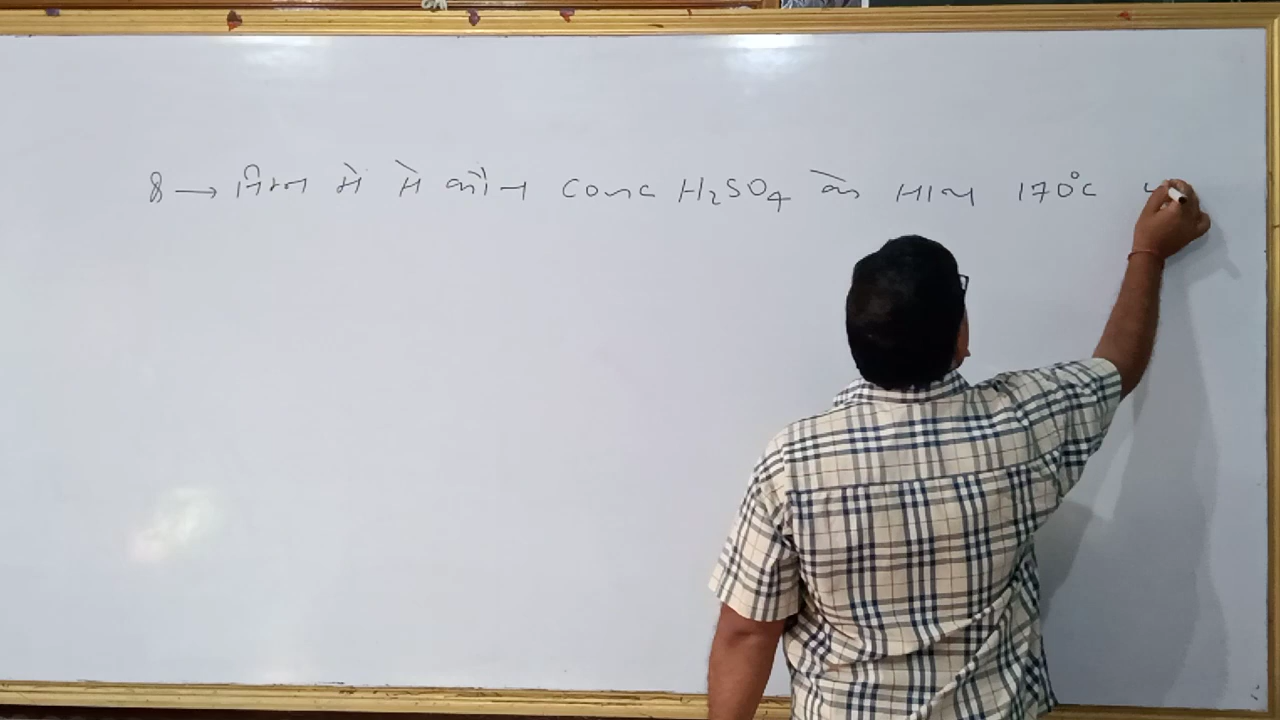 8 → निम्न में से कौन Conc H₂SO₄ के साथ 170°C